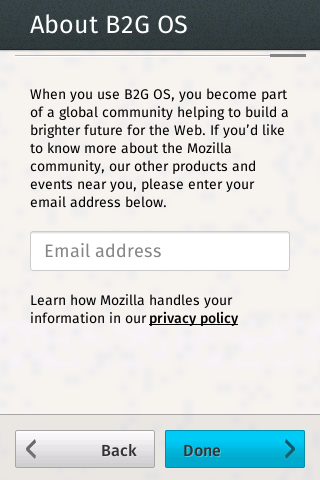 About B2G OS
When you use B2G OS, you become part
of a global community helping to build a
brighter future for the Web. If you’d like
to know more about the Mozilla
community, our other products and
events near you, please enter your
email address below.
Email address
Learn how Mozilla handles your
information in our privacy policy
Back
Done